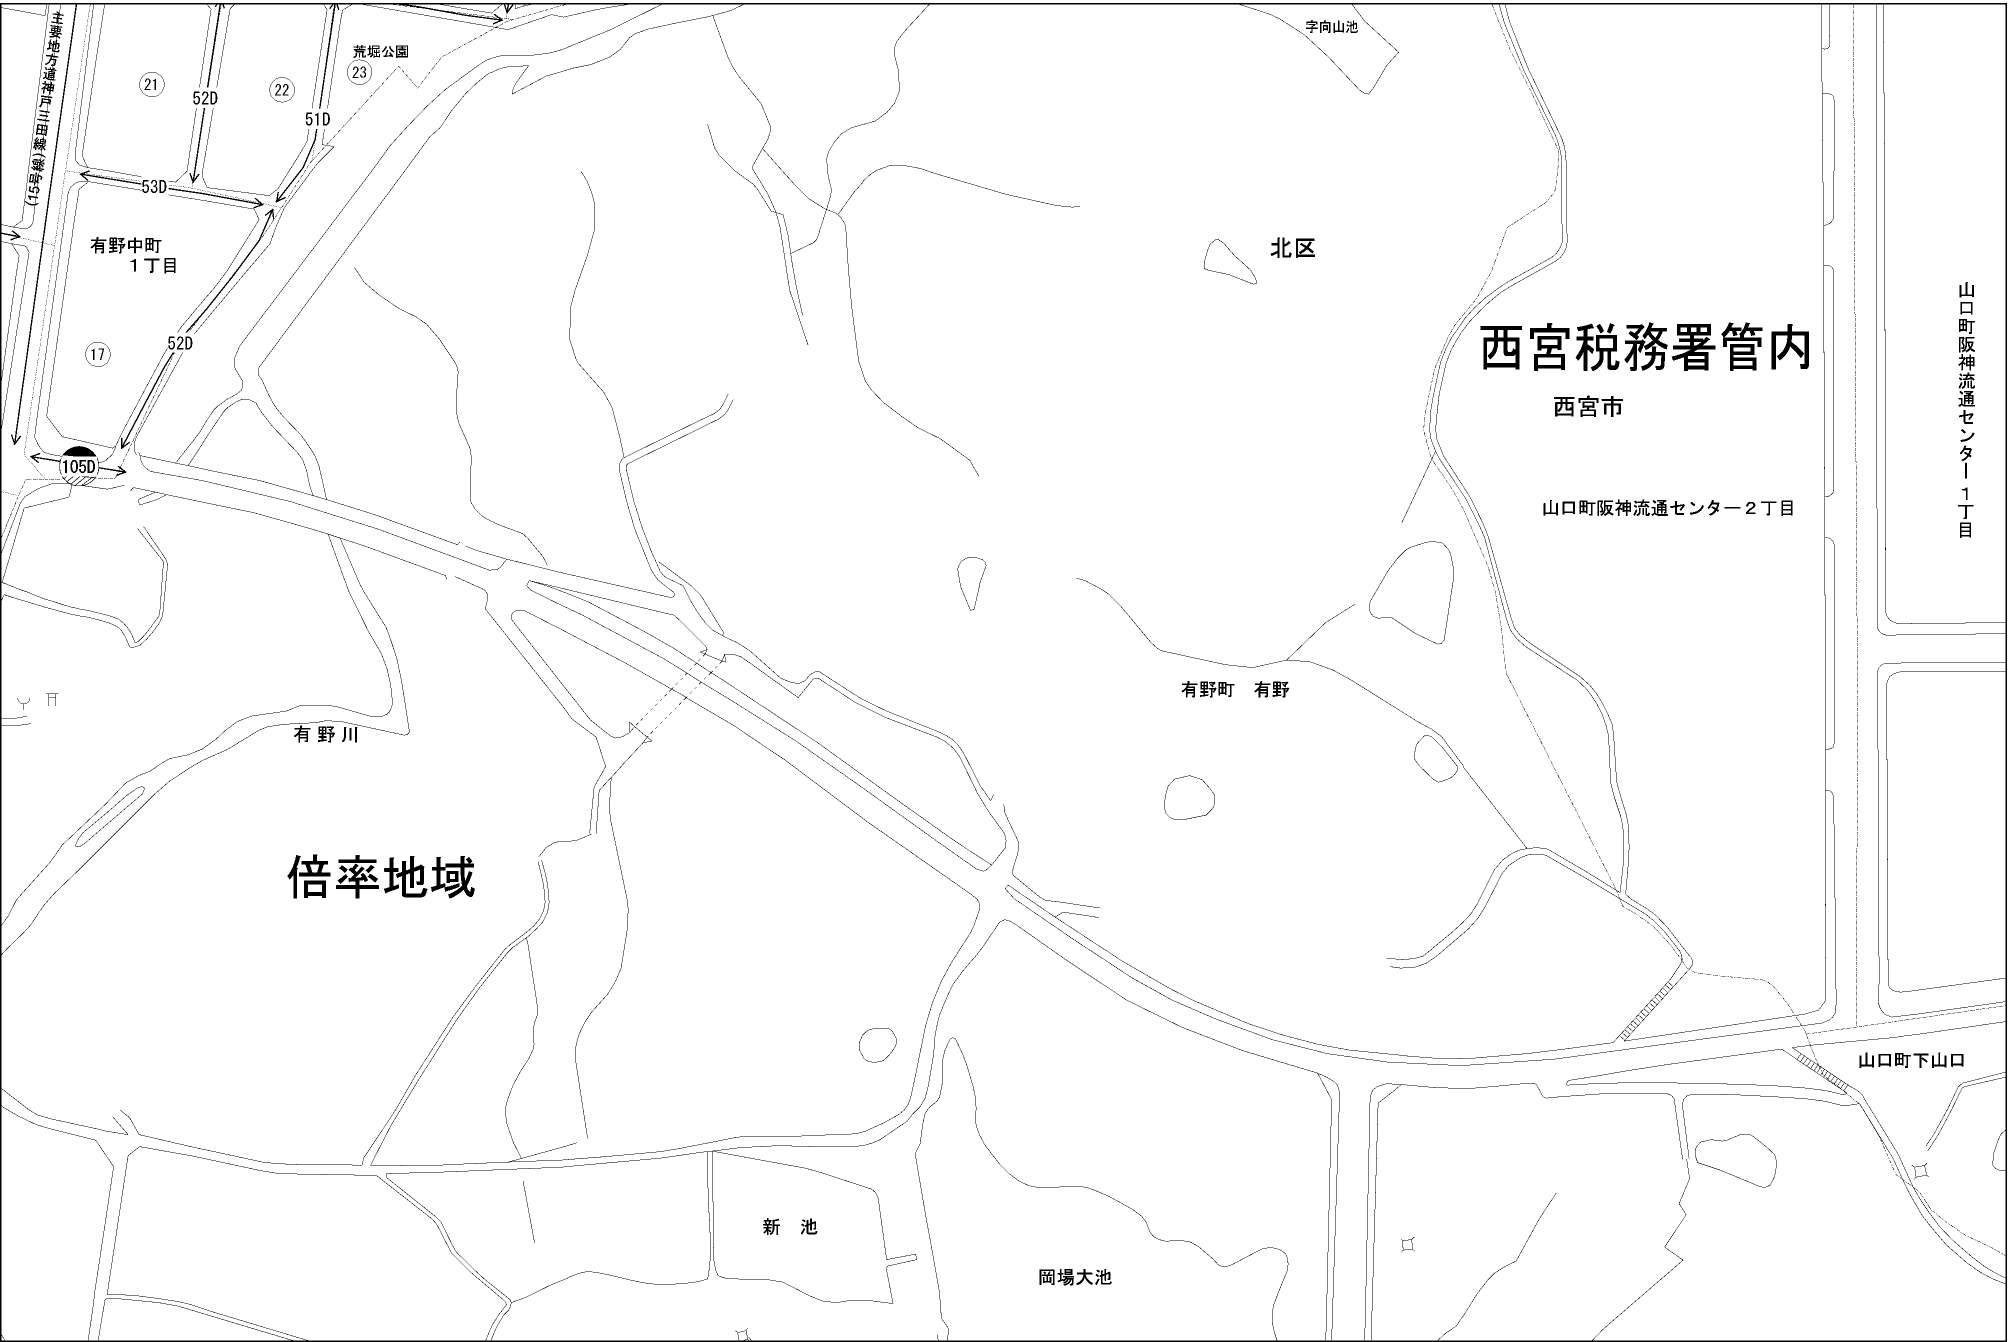 主要地方道神戸三田線(15号線)
字向山池
荒堀公園
21
22
23
52D
51D
53D
有野中町
1丁目
北区
山口町阪神流通センター1丁目
西宮税務署管内
西宮市
52D
17
105D
山口町阪神流通センター2丁目
有野町　有野
有野川
倍率地域
山口町下山口
新　池
岡場大池